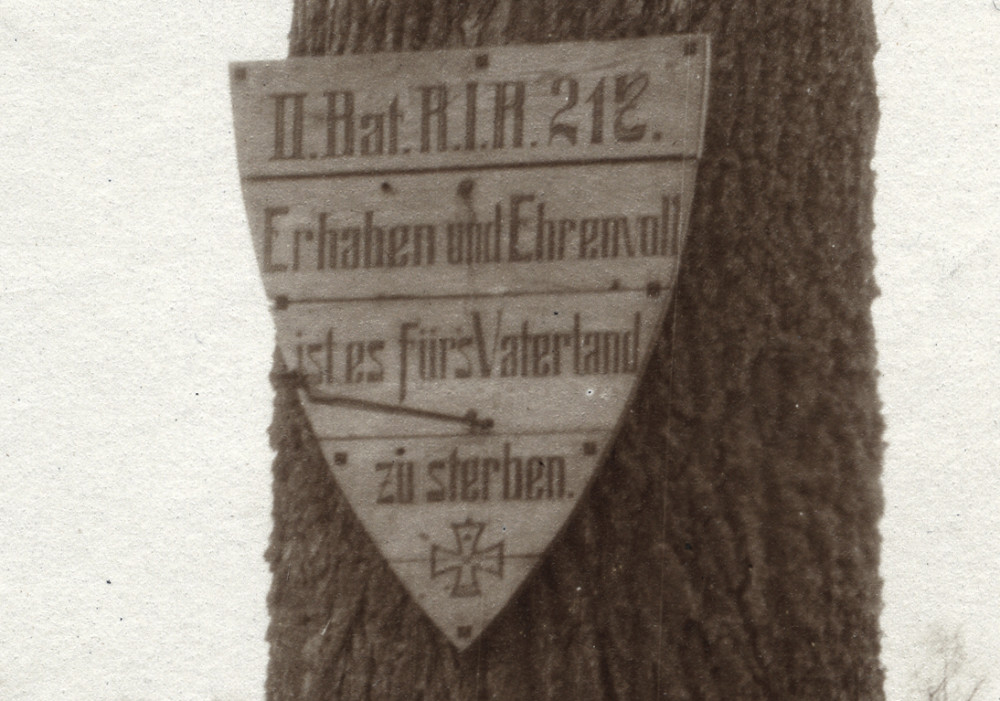 II. Bat. R.I.R. 212.
Erhaben und Ehrenvoll
ist es fürs Vaterland
zu sterben.